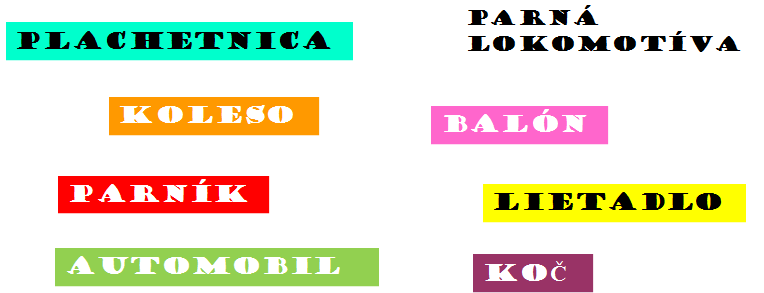 PLACHETNICA
PARNÁ
LOKOMOTÍVA
KOLESO
BALÓN
PARNÍK
LIETADLO
AUTOMOBIL
KOČ